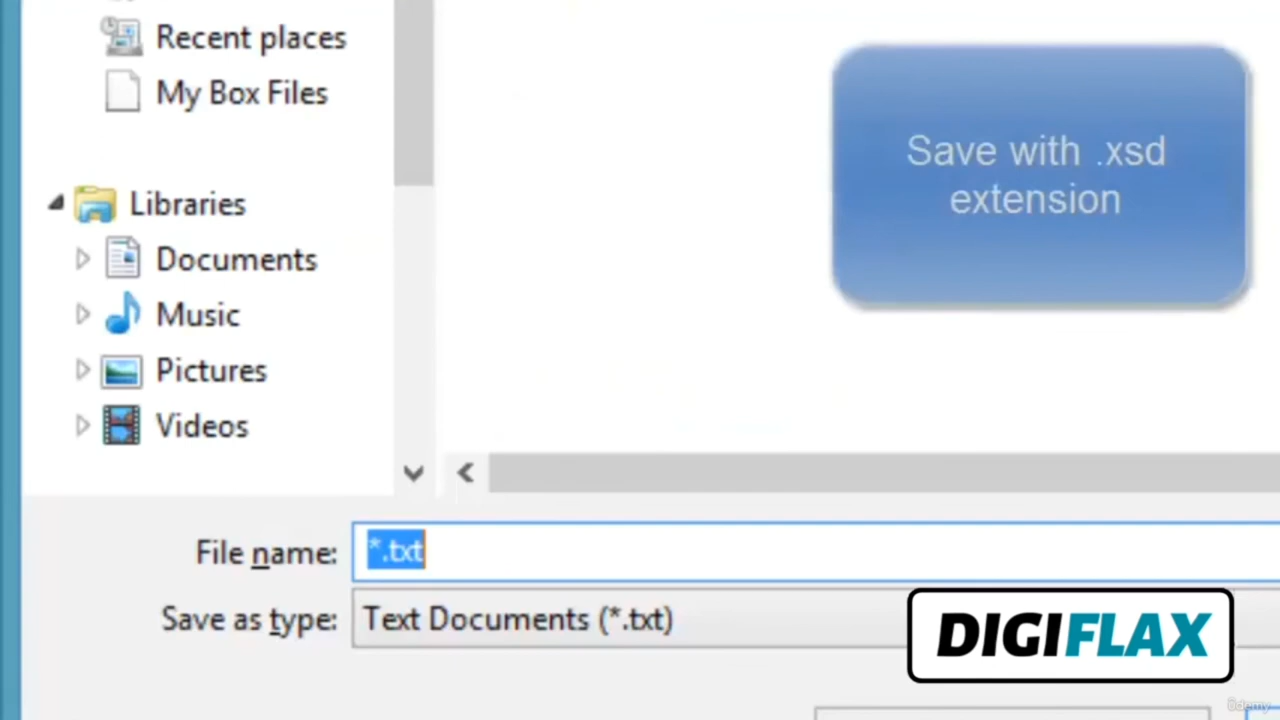 Recent places
My Box Files
Save with .xsd
extension
Libraries
Documents
Music
Pictures
Videos
File name:
*.txt
Save as type:
Text Documents (*.txt)
DIGIFLAX
ûdemy